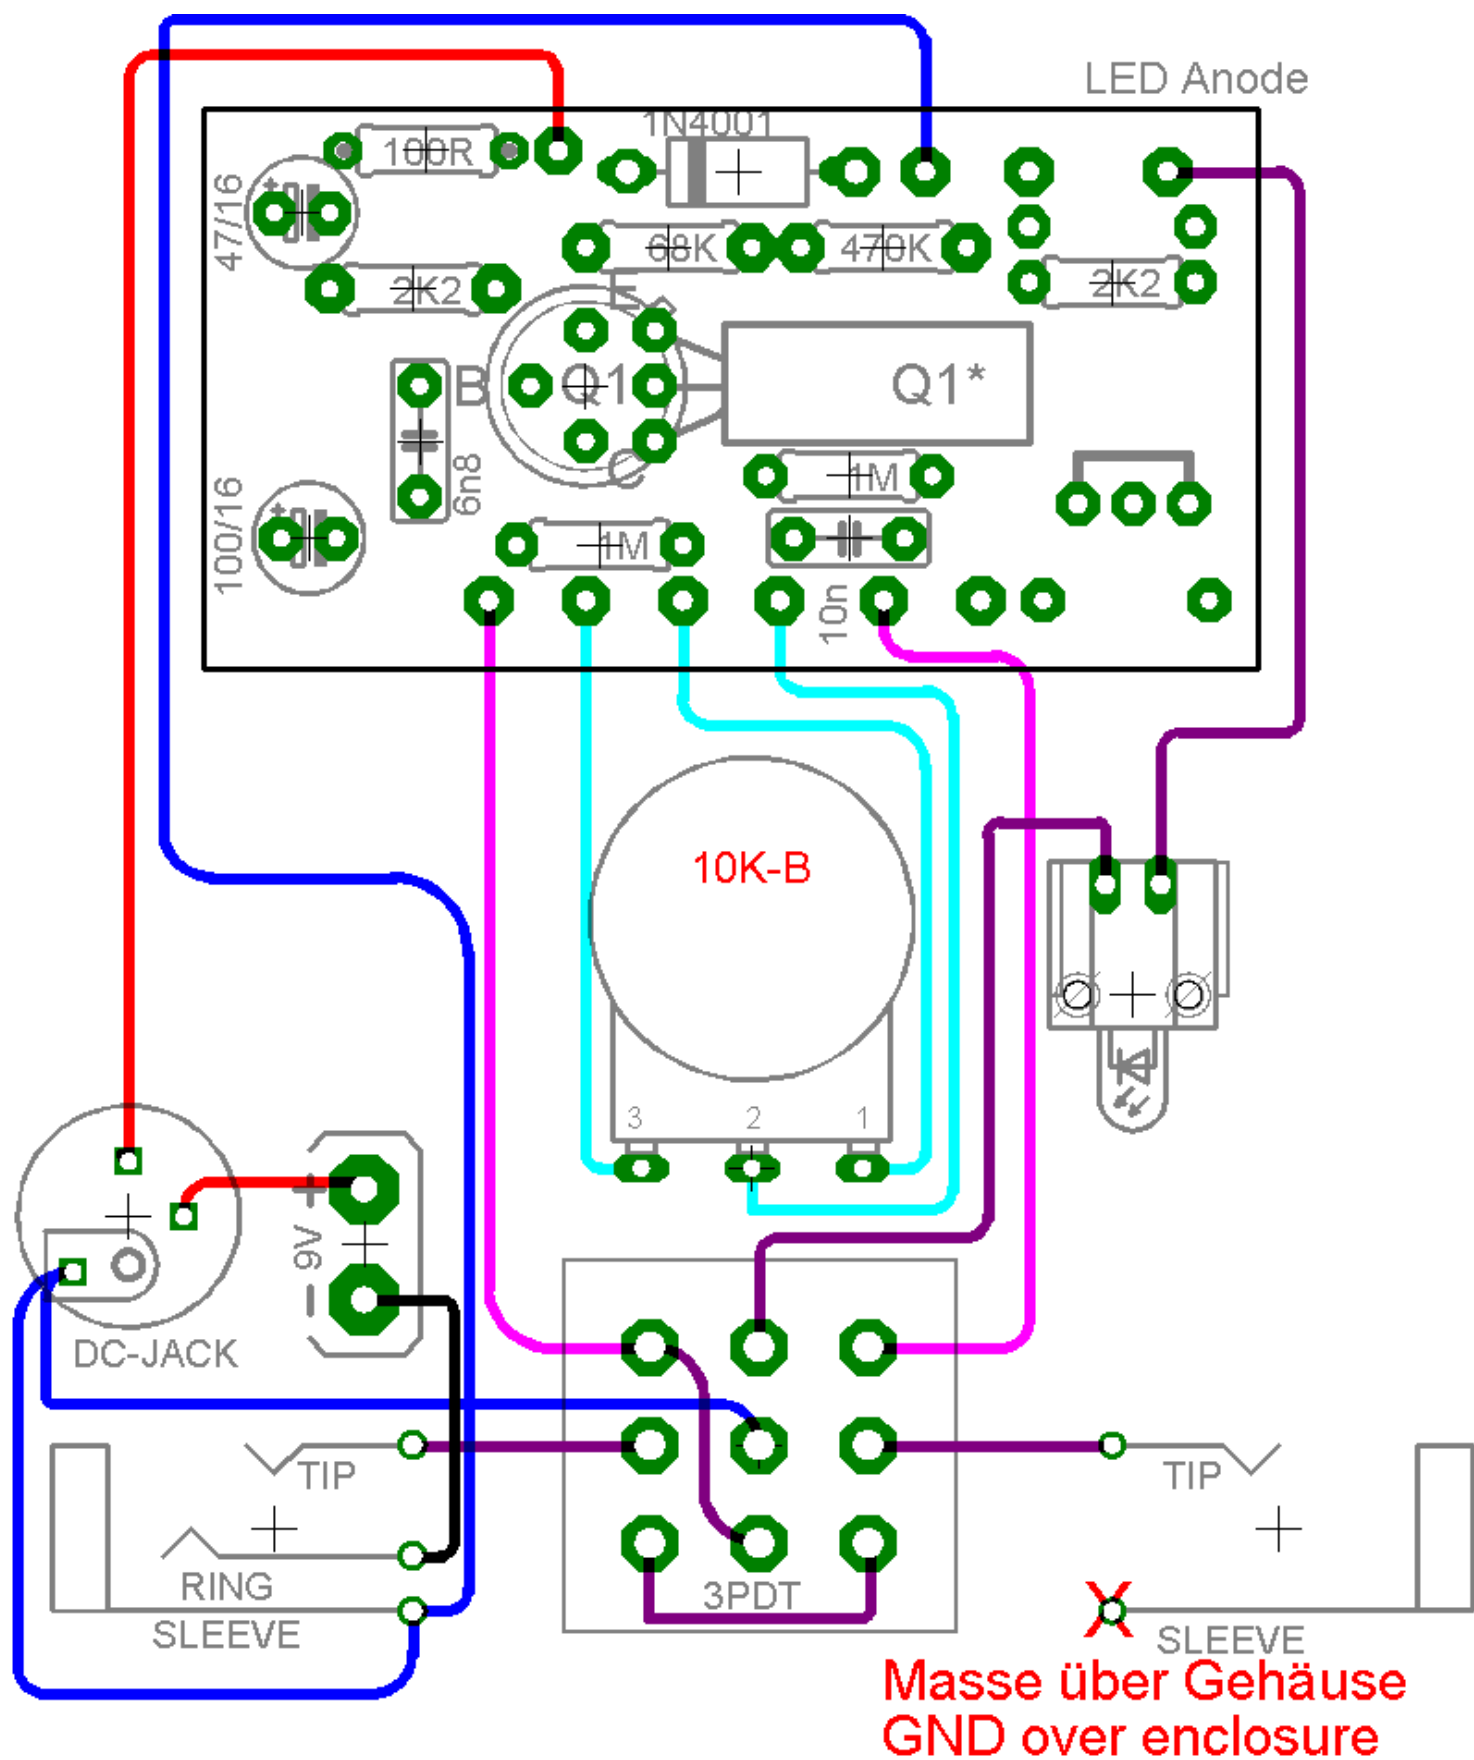 LED Anode
1N4001
100R
47/16
68K
470K
2K2
2K2
E
B
Q1
Q1*
C
6n8
1M
100/16
1M
10n
10K-B
3
2
1
+
9V
−
DC-JACK
TIP
TIP
RING
3PDT
SLEEVE
SLEEVE
Masse über Gehäuse
GND over enclosure